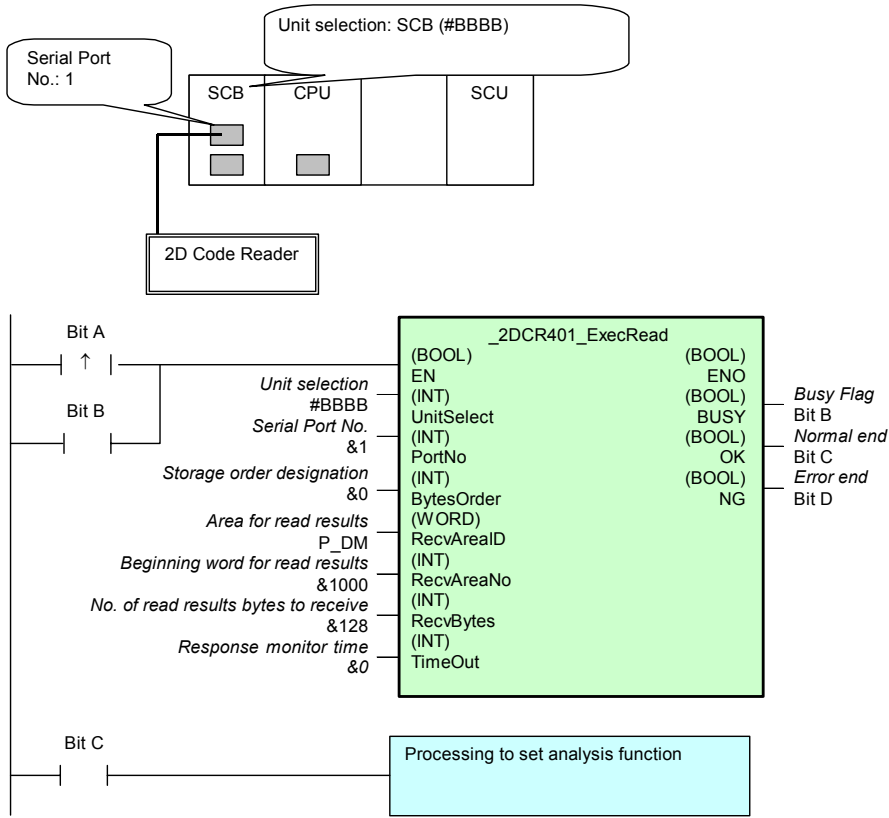 Unit selection: SCB (#BBBB)
Serial Port
No.: 1
SCB
CPU
SCU
2D Code Reader
Bit A
↑
Bit B
_2DCR401_ExecRead
(BOOL)
EN
(BOOL)
ENO
Unit selection
#BBBB
(INT)
UnitSelect
(BOOL)
BUSY
Busy Flag
Bit B
Serial Port No.
&1
(INT)
PortNo
(BOOL)
OK
Normal end
Bit C
Storage order designation
&0
(INT)
BytesOrder
(BOOL)
NG
Error end
Bit D
Area for read results
P_DM
(WORD)
RecvAreaID
Beginning word for read results
&1000
(INT)
RecvAreaNo
No. of read results bytes to receive
&128
(INT)
RecvBytes
Response monitor time
&0
(INT)
TimeOut
Bit C
Processing to set analysis function